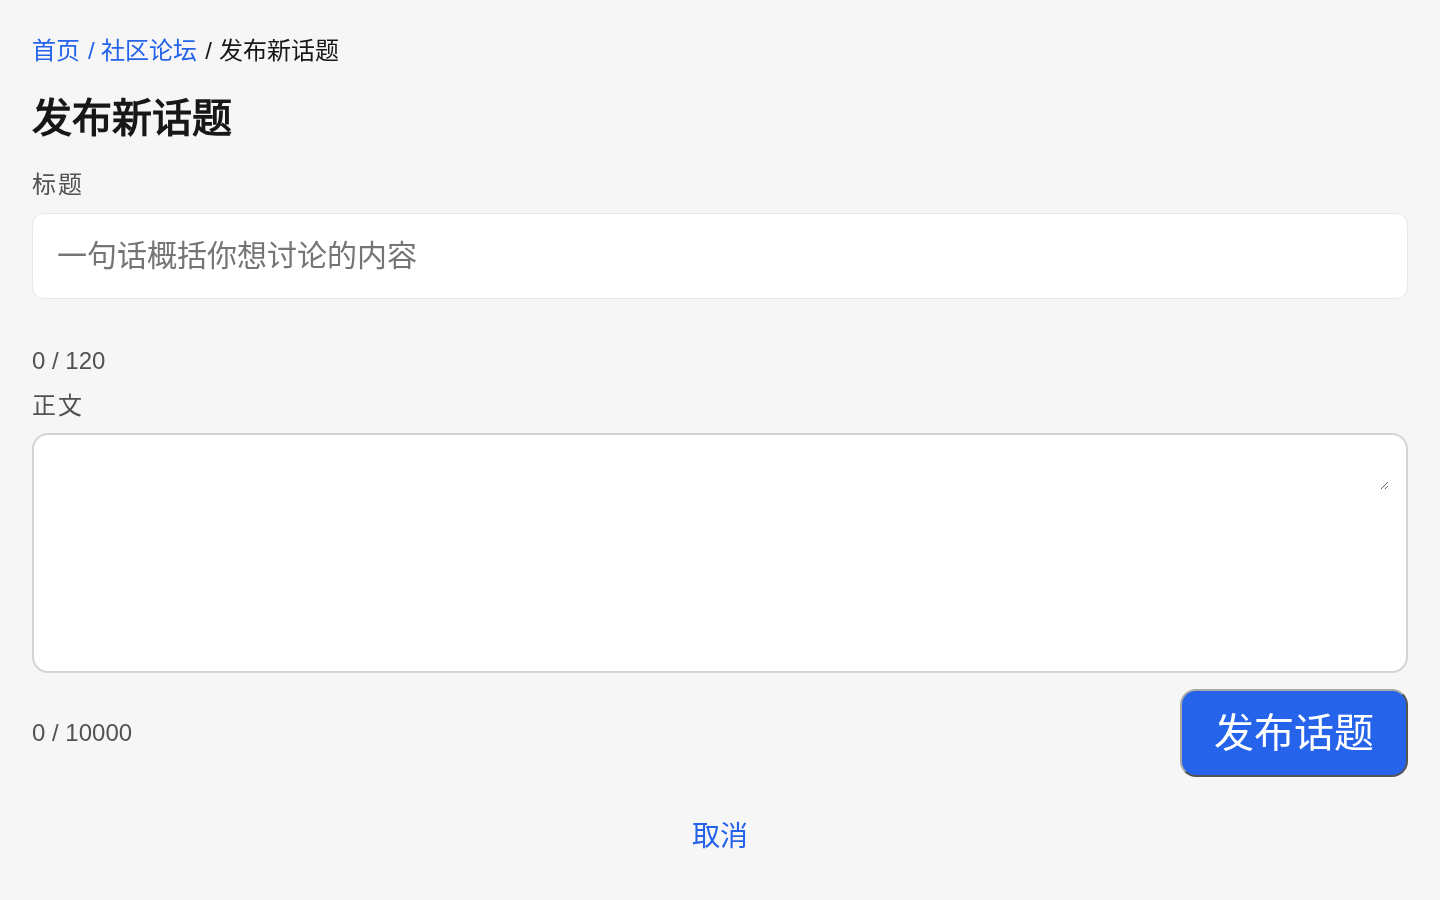 首页 / 社区论坛 / 发布新话题
发布新话题
标题
一句话概括你想讨论的内容
0 / 120
正文
0 / 10000
发布话题
取消